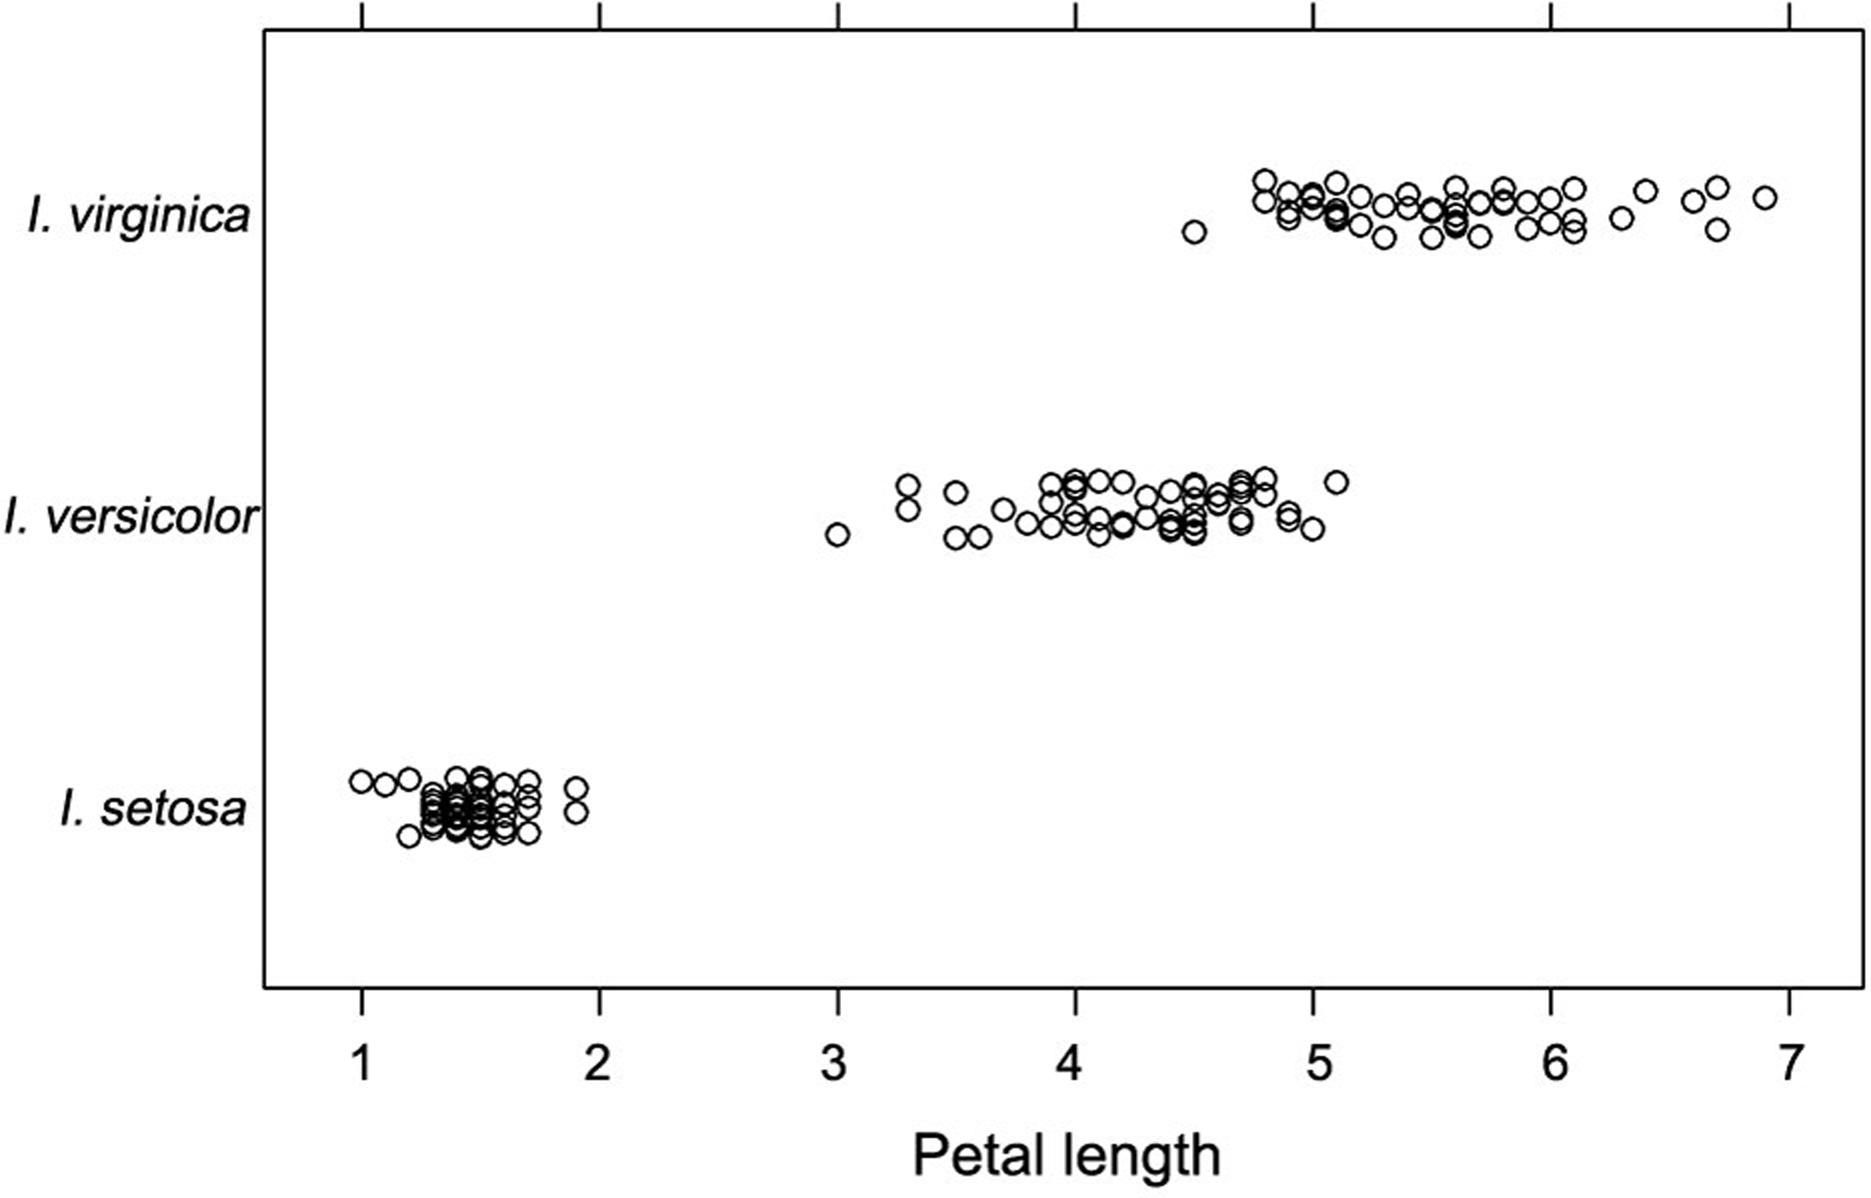 I. virginica
I. versicolor
I. setosa
1 2 3 4 5 6 7
Petal length